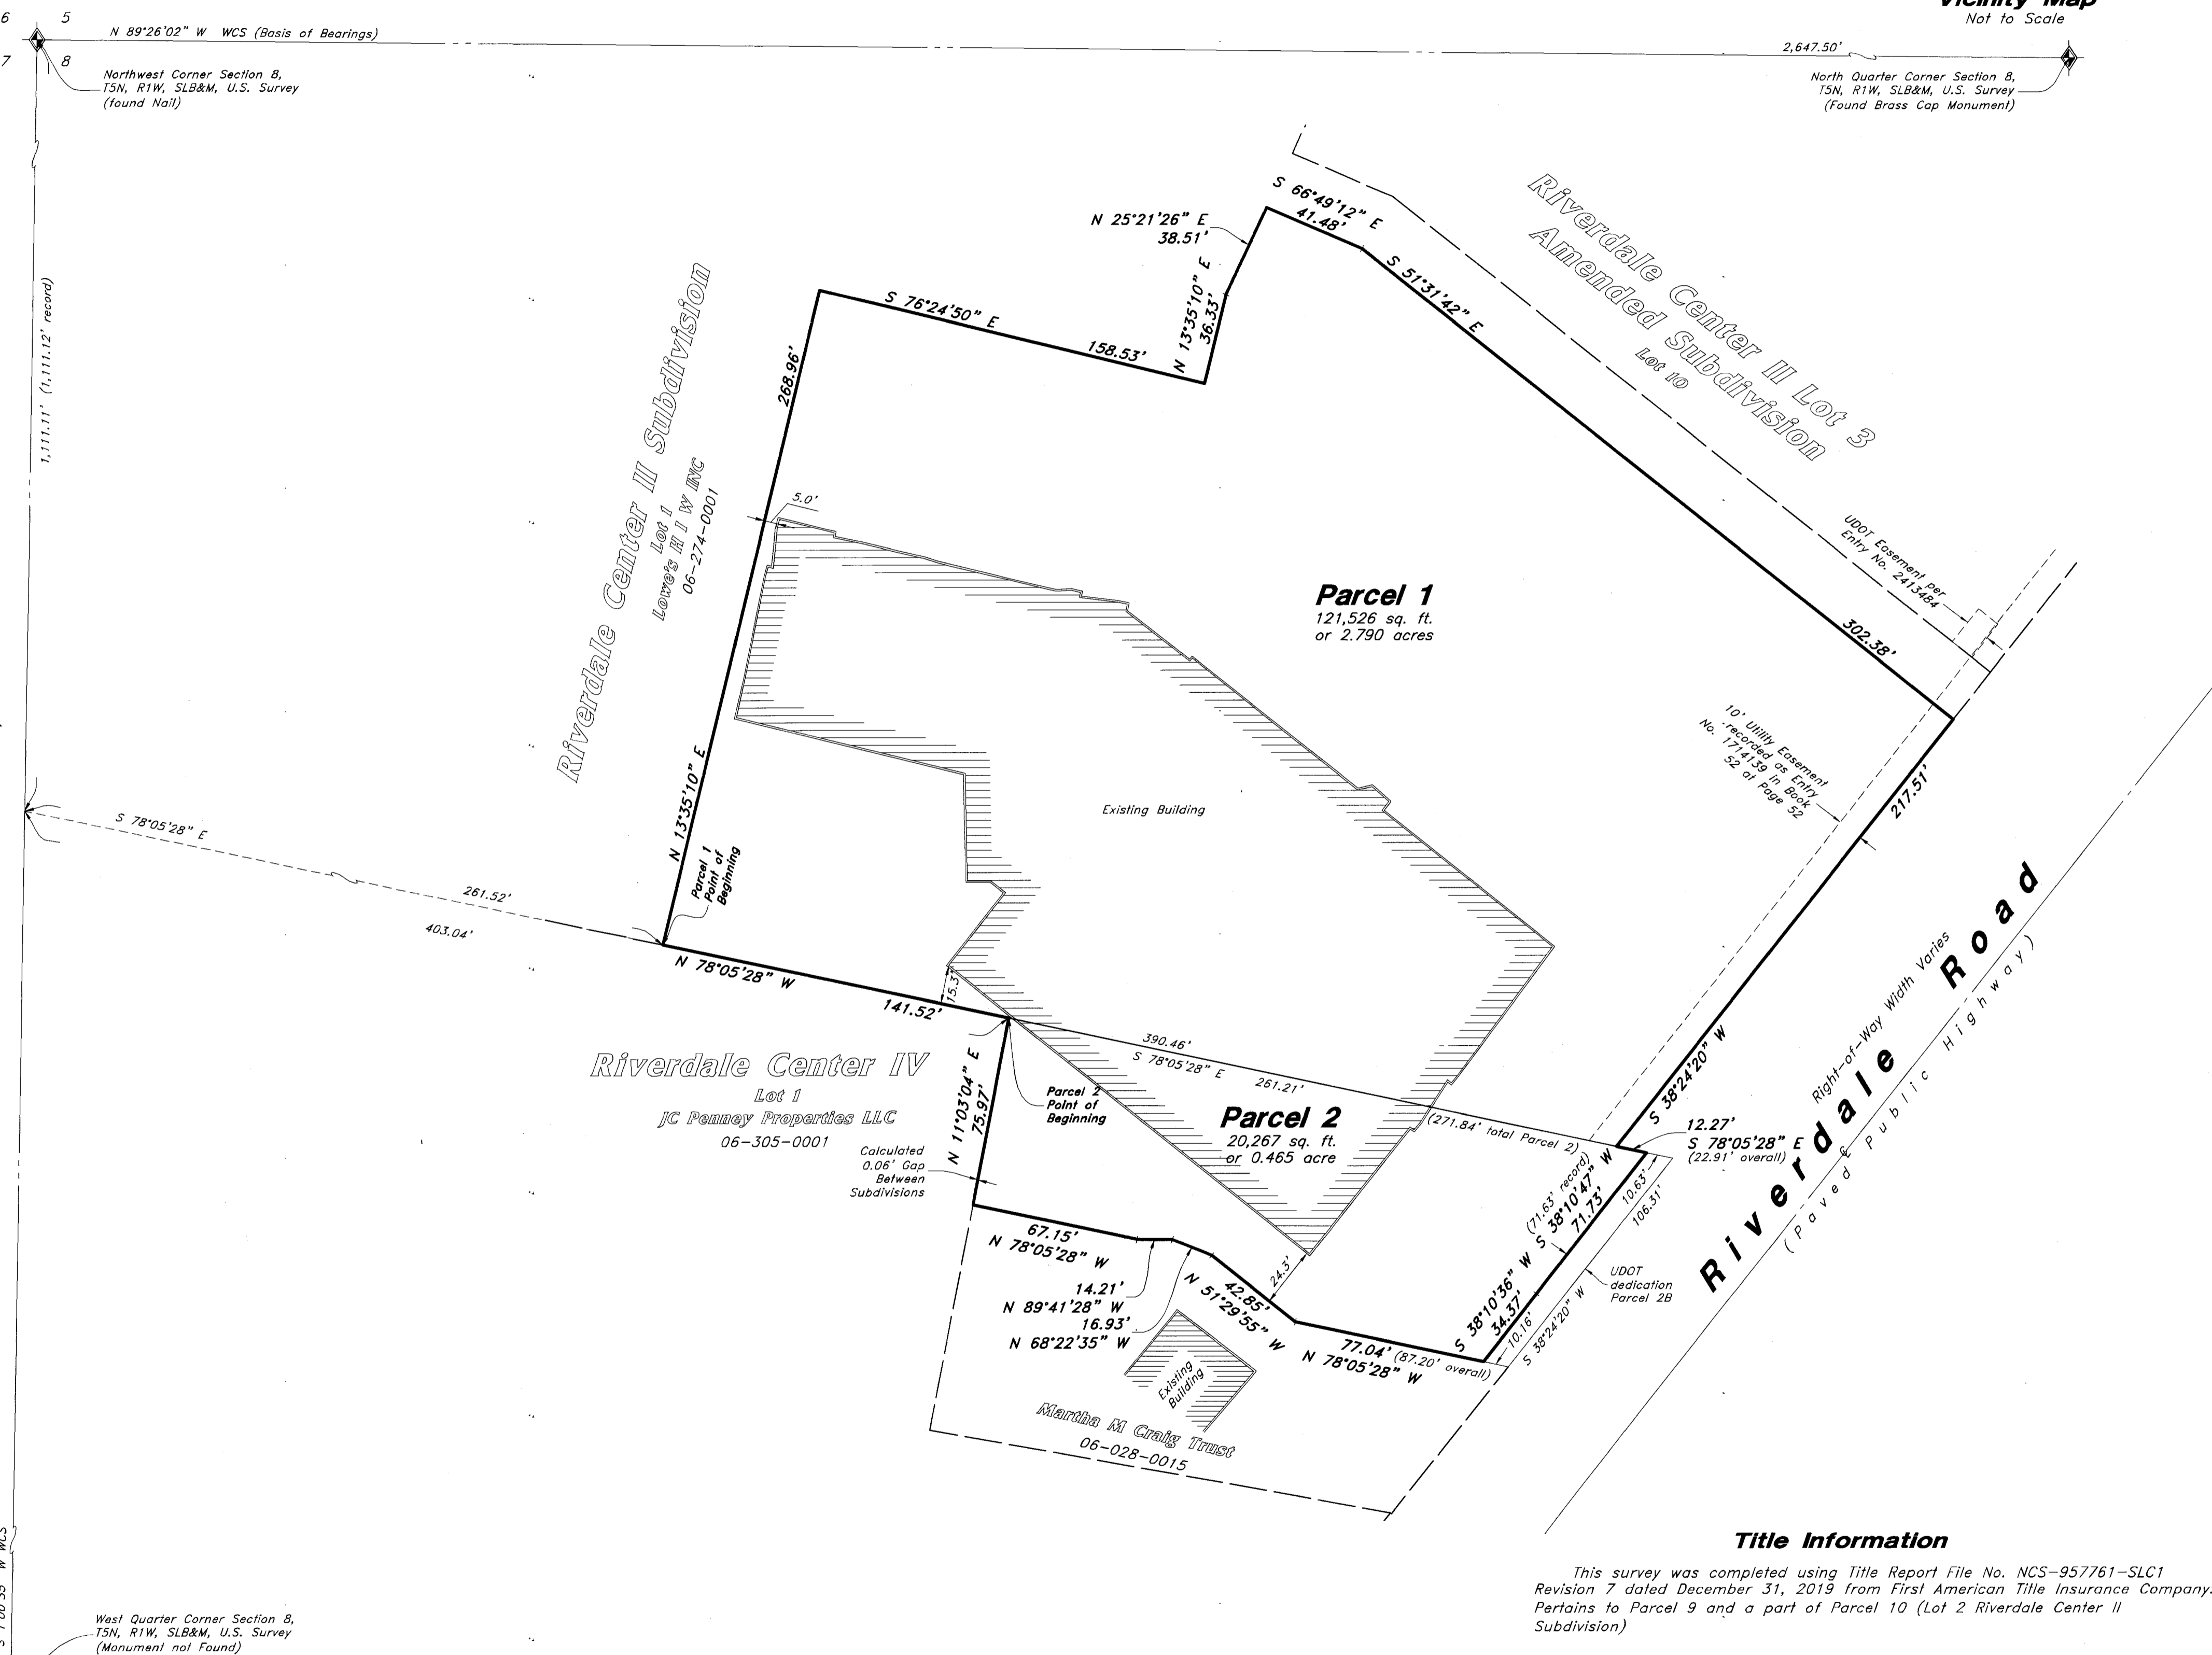 Vicinity Map
Not to Scale
6 5
7 8
N 89°26'02" W WCS (Basis of Bearings)
2,647.50'
Northwest Corner Section 8,
T5N, R1W, SLB&M, U.S. Survey
(found Nail)
North Quarter Corner Section 8,
T5N, R1W, SLB&M, U.S. Survey
(Found Brass Cap Monument)
1,111.11' (1,111.12' record)
S 66°49'12" E
41.48'
N 25°21'26" E
38.51'
N 13°35'10" E
36.33'
S 51°31'42" E
302.38'
S 76°24'50" E
158.53'
268.96'
N 13°35'10" E
Riverdale Center III Lot 3
Amended Subdivision
Lot 10
Riverdale Center II Subdivision
Lot 1
Lowe's H I W INC
06-274-0001
5.0'
Parcel 1
121,526 sq. ft.
or 2.790 acres
UDOT Easement per
Entry No. 2413484
10' Utility Easement
recorded as Entry
No. 1714139 in Book
52 at Page 52
217.51'
S 38°24'20" W
Existing Building
S 78°05'28" E
261.52'
403.04'
Parcel 1
Point of
Beginning
N 78°05'28" W
141.52'
15.3'
Riverdale Center IV
Lot 1
JC Penney Properties LLC
06-305-0001
N 11°03'04" E
75.97'
Parcel 2
Point of
Beginning
390.46'
S 78°05'28" E
261.21'
(271.84' total Parcel 2)
Parcel 2
20,267 sq. ft.
or 0.465 acre
12.27'
S 78°05'28" E
(22.91' overall)
Calculated
0.06' Gap
Between
Subdivisions
(71.63' record)
S 38°10'47" W
71.73'
10.63'
106.31'
S 38°10'36" W
34.37'
10.16'
S 38°24'20" W
UDOT
dedication
Parcel 2B
Right-of-Way Width Varies
Riverdale Road
(Paved Public Highway)
67.15'
N 78°05'28" W
14.21'
N 89°41'28" W
16.93'
N 68°22'35" W
42.85'
N 51°29'55" W
24.3'
77.04' (87.20' overall)
N 78°05'28" W
Existing
Building
Martha M Craig Trust
06-028-0015
West Quarter Corner Section 8,
T5N, R1W, SLB&M, U.S. Survey
(Monument not Found)
Title Information
This survey was completed using Title Report File No. NCS-957761-SLC1
Revision 7 dated December 31, 2019 from First American Title Insurance Company.
Pertains to Parcel 9 and a part of Parcel 10 (Lot 2 Riverdale Center II
Subdivision)